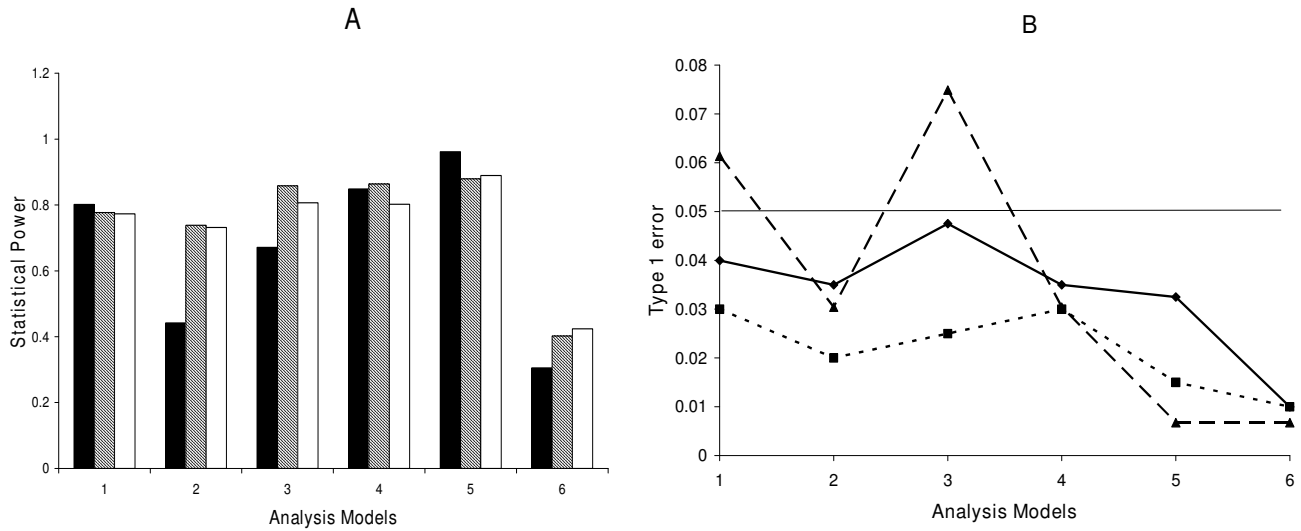 A
1.2
1
0.8
0.6
0.4
0.2
0
Statistical Power
1 2 3 4 5 6
Analysis Models
B
0.08
0.07
0.06
0.05
0.04
0.03
0.02
0.01
0
Type 1 error
1 2 3 4 5 6
Analysis Models